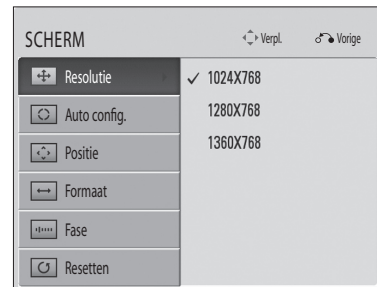 SCHERM
Verpl. Vorige
Resolutie
Auto config.
Positie
Formaat
Fase
Resetten
✓ 1024X768
1280X768
1360X768